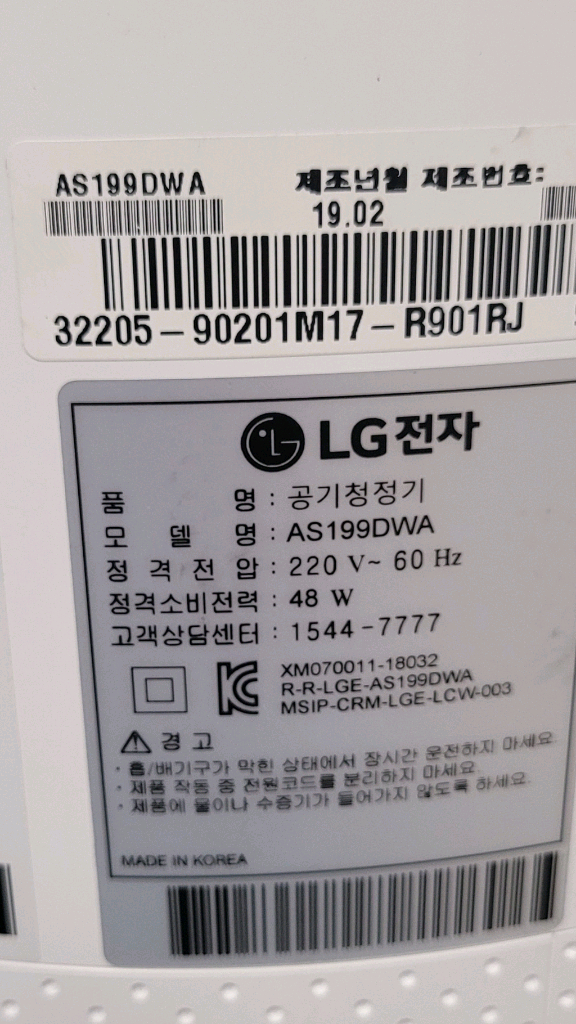 AS199DWA
제조년월 제조번호:
19.02
32205-90201M17-R901RJ
LG전자
품 명 : 공기청정기
모 델 명 : AS199DWA
정 격 전 압 : 220 V~ 60 Hz
정격소비전력 : 48 W
고객상담센터 : 1544-7777
XM070011-18032
R-R-LGE-AS199DWA
MSIP-CRM-LGE-LCW-003
경 고
· 흡/배기구가 막힌 상태에서 장시간 운전하지 마세요.
· 제품 작동 중 전원코드를 분리하지 마세요.
· 제품에 물이나 수증기가 들어가지 않도록 하세요.
MADE IN KOREA